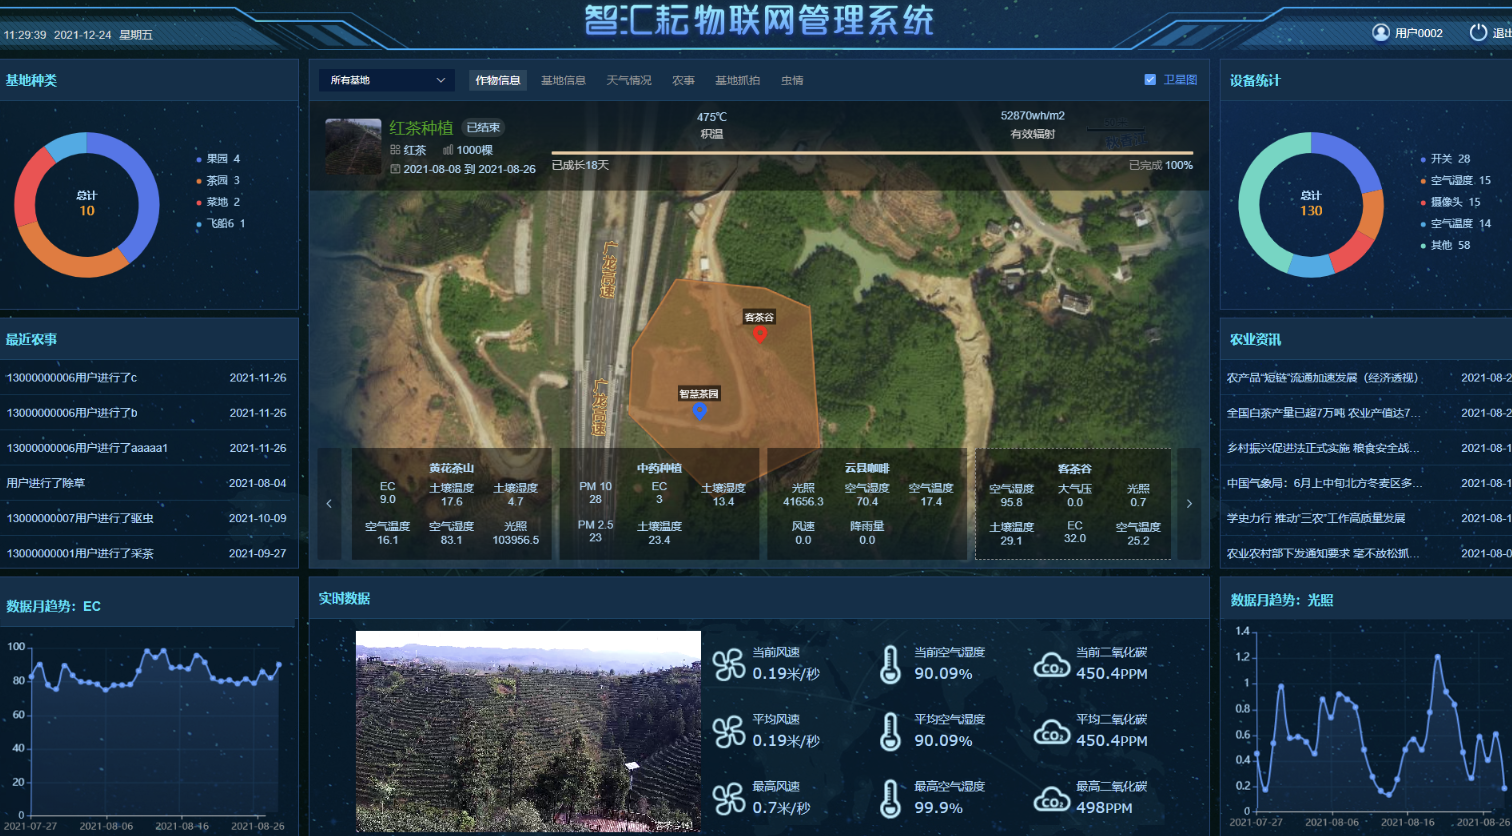 智汇耘物联网管理系统
11:29:39 2021-12-24 星期五
用户0002
退出
基地种类
总计
10
果园 4
茶园 3
菜地 2
飞船6 1
最近农事
13000000006用户进行了c 2021-11-26
13000000006用户进行了b 2021-11-26
13000000006用户进行了aaaaa1 2021-11-26
用户进行了除草 2021-08-04
13000000007用户进行了驱虫 2021-10-09
13000000001用户进行了采茶 2021-09-27
数据月趋势：EC
100
80
60
40
20
0
2021-07-27 2021-08-06 2021-08-16 2021-08-26
所有基地 作物信息 基地信息 天气情况 农事 基地抓拍 虫情 卫星图
红茶种植 已结束
红茶 1000棵
2021-08-08 到 2021-08-26
475℃
积温
52870wh/m2
有效辐射
已成长18天
已完成 100%
广龙高速
广龙高速
客茶谷
智慧茶园
黄花茶山
EC 土壤温度 土壤湿度
9.0 17.6 4.7
空气温度 空气湿度 光照
16.1 83.1 103956.5
中药种植
PM 10 EC 土壤湿度
28 3 13.4
PM 2.5 土壤温度
23 23.4
云县咖啡
光照 空气湿度 空气温度
41656.3 70.4 17.4
风速 降雨量
0.0 0.0
客茶谷
空气湿度 大气压 光照
95.8 0.0 0.7
土壤温度 EC 空气温度
29.1 32.0 25.2
实时数据
当前风速
0.19米/秒
当前空气湿度
90.09%
当前二氧化碳
450.4PPM
平均风速
0.19米/秒
平均空气湿度
90.09%
平均二氧化碳
450.4PPM
最高风速
0.7米/秒
最高空气湿度
99.9%
最高二氧化碳
498PPM
CO₂
CO₂
CO₂
设备统计
总计
130
开关 28
空气湿度 15
摄像头 15
空气温度 14
其他 58
农业资讯
农产品“短链”流通加速发展（经济透视） 2021-08-2
全国白茶产量已超7万吨 农业产值达7... 2021-08-2
乡村振兴促进法正式实施 粮食安全战... 2021-08-1
中国气象局：6月上中旬北方冬麦区多... 2021-08-1
学史力行 推动“三农”工作高质量发展 2021-08-1
农业农村部下发通知要求 毫不放松抓... 2021-08-0
数据月趋势：光照
1.4
1.2
1
0.8
0.6
0.4
0.2
0
2021-07-27 2021-08-06 2021-08-16 2021-08-26